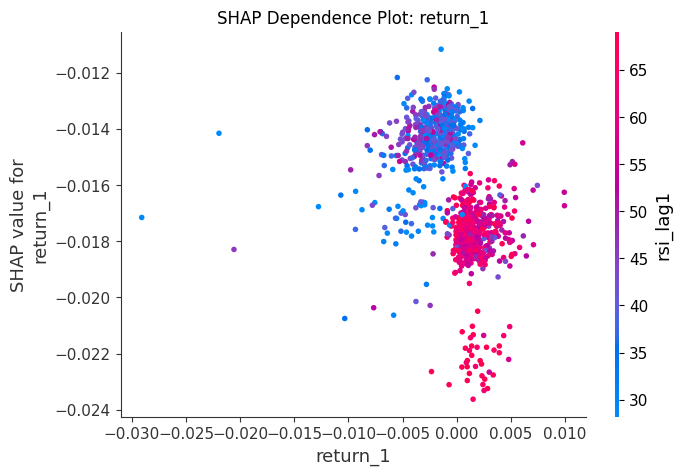 SHAP Dependence Plot: return_1
−0.012
−0.014
−0.016
−0.018
−0.020
−0.022
−0.024
SHAP value for
return_1
−0.030−0.025−0.020−0.015−0.010−0.005 0.000 0.005 0.010
return_1
65
60
55
50
45
40
35
30
rsi_lag1